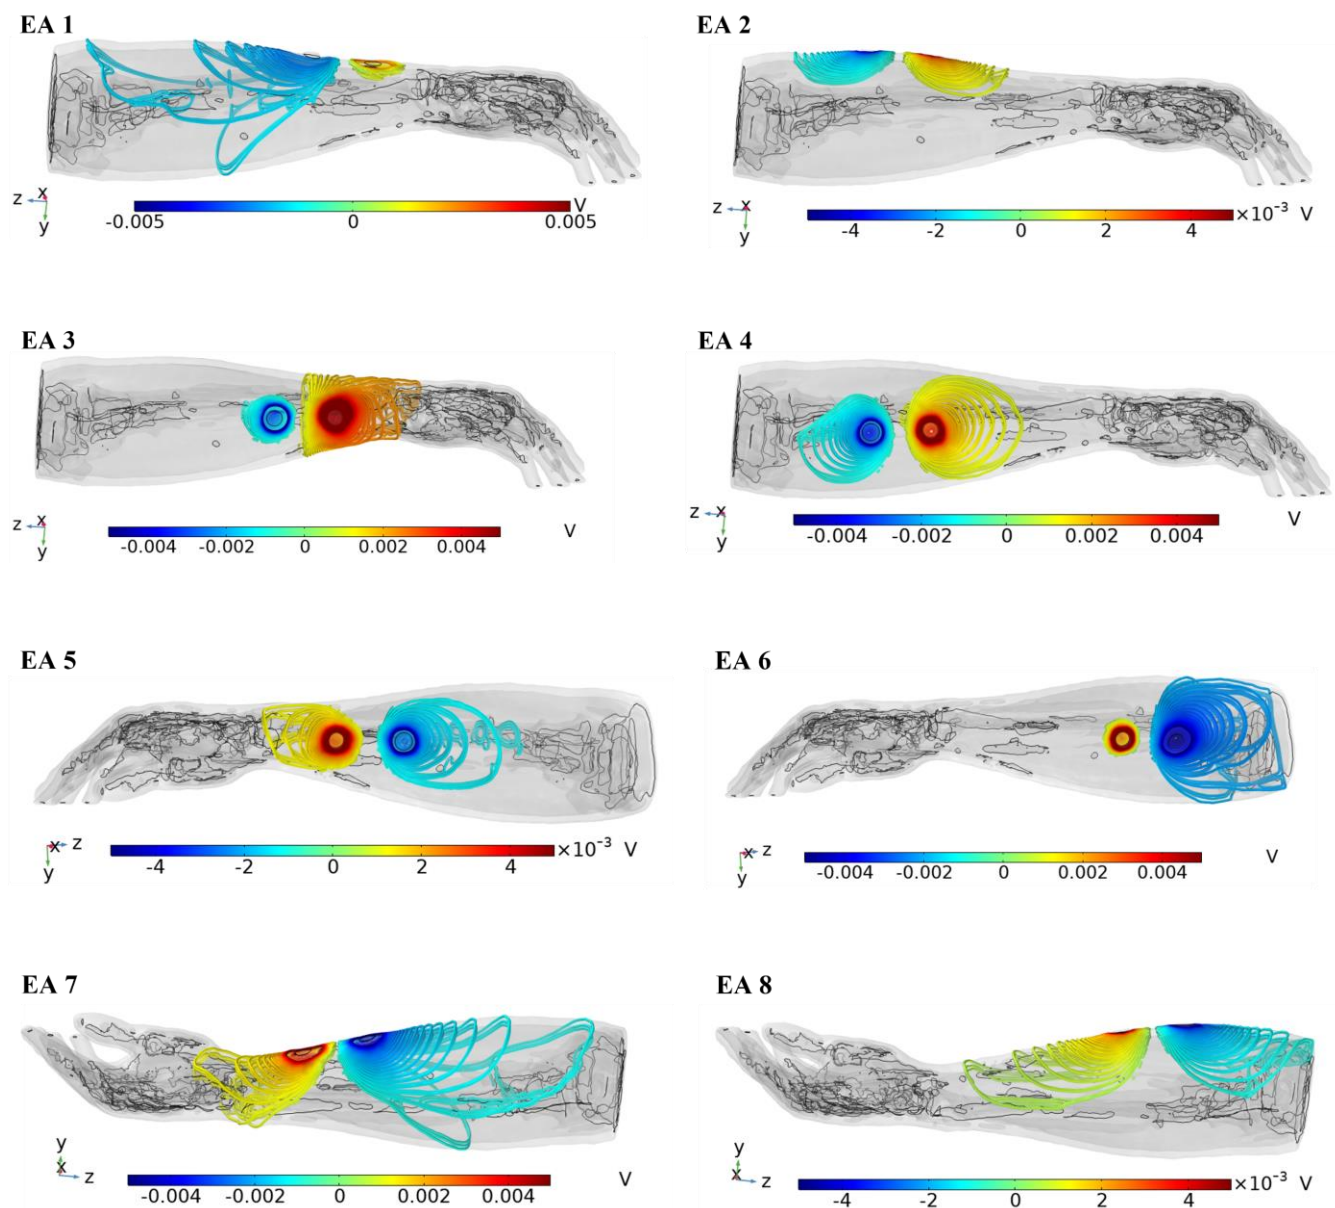 EA 1
z x y
-0.005 0 0.005 V
EA 2
z x y
-4 -2 0 2 4 ×10⁻³ V
EA 3
z x y
-0.004 -0.002 0 0.002 0.004 V
EA 4
z x y
-0.004 -0.002 0 0.002 0.004 V
EA 5
x z y
-4 -2 0 2 4 ×10⁻³ V
EA 6
x z y
-0.004 -0.002 0 0.002 0.004 V
EA 7
y x z
-0.004 -0.002 0 0.002 0.004 V
EA 8
y x z
-4 -2 0 2 4 ×10⁻³ V